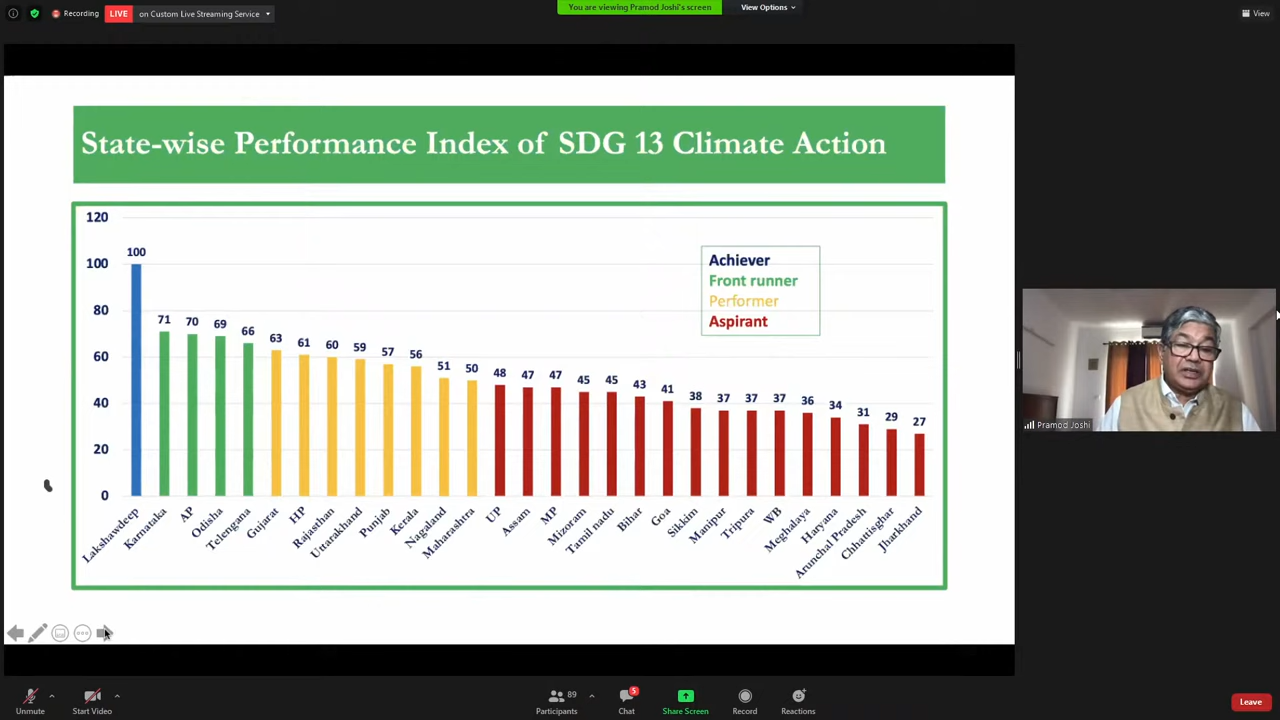 Recording
LIVE on Custom Live Streaming Service
You are viewing Pramod Joshi's screen
View Options
View
State-wise Performance Index of SDG 13 Climate Action
120
100
80
60
40
20
0
100 71 70 69 66 63 61 60 59 57 56 51 50 48 47 47 45 45 43 41 38 37 37 37 36 34 31 29 27
Achiever
Front runner
Performer
Aspirant
Lakshawdeep Karnataka AP Odisha Telengana Gujarat HP Rajasthan Uttarakhand Punjab Kerala Nagaland Maharashtra UP Assam MP Mizoram Tamil nadu Bihar Goa Sikkim Manipur Tripura WB Meghalaya Haryana Arunchal Pradesh Chhattisghar Jharkhand
Pramod Joshi
Unmute
Start Video
89
Participants
5
Chat
Share Screen
Record
Reactions
Leave